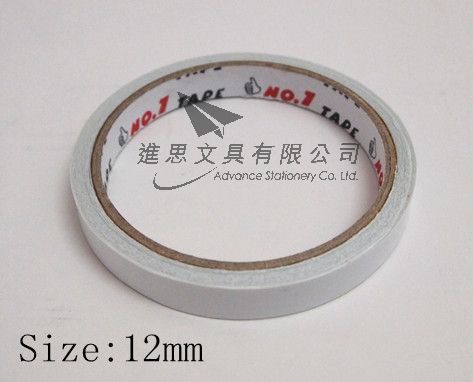 NO.1 TAPE
NO.1 TAPE
進思文具有限公司
Advance Stationery Co. Ltd.
Size:12mm